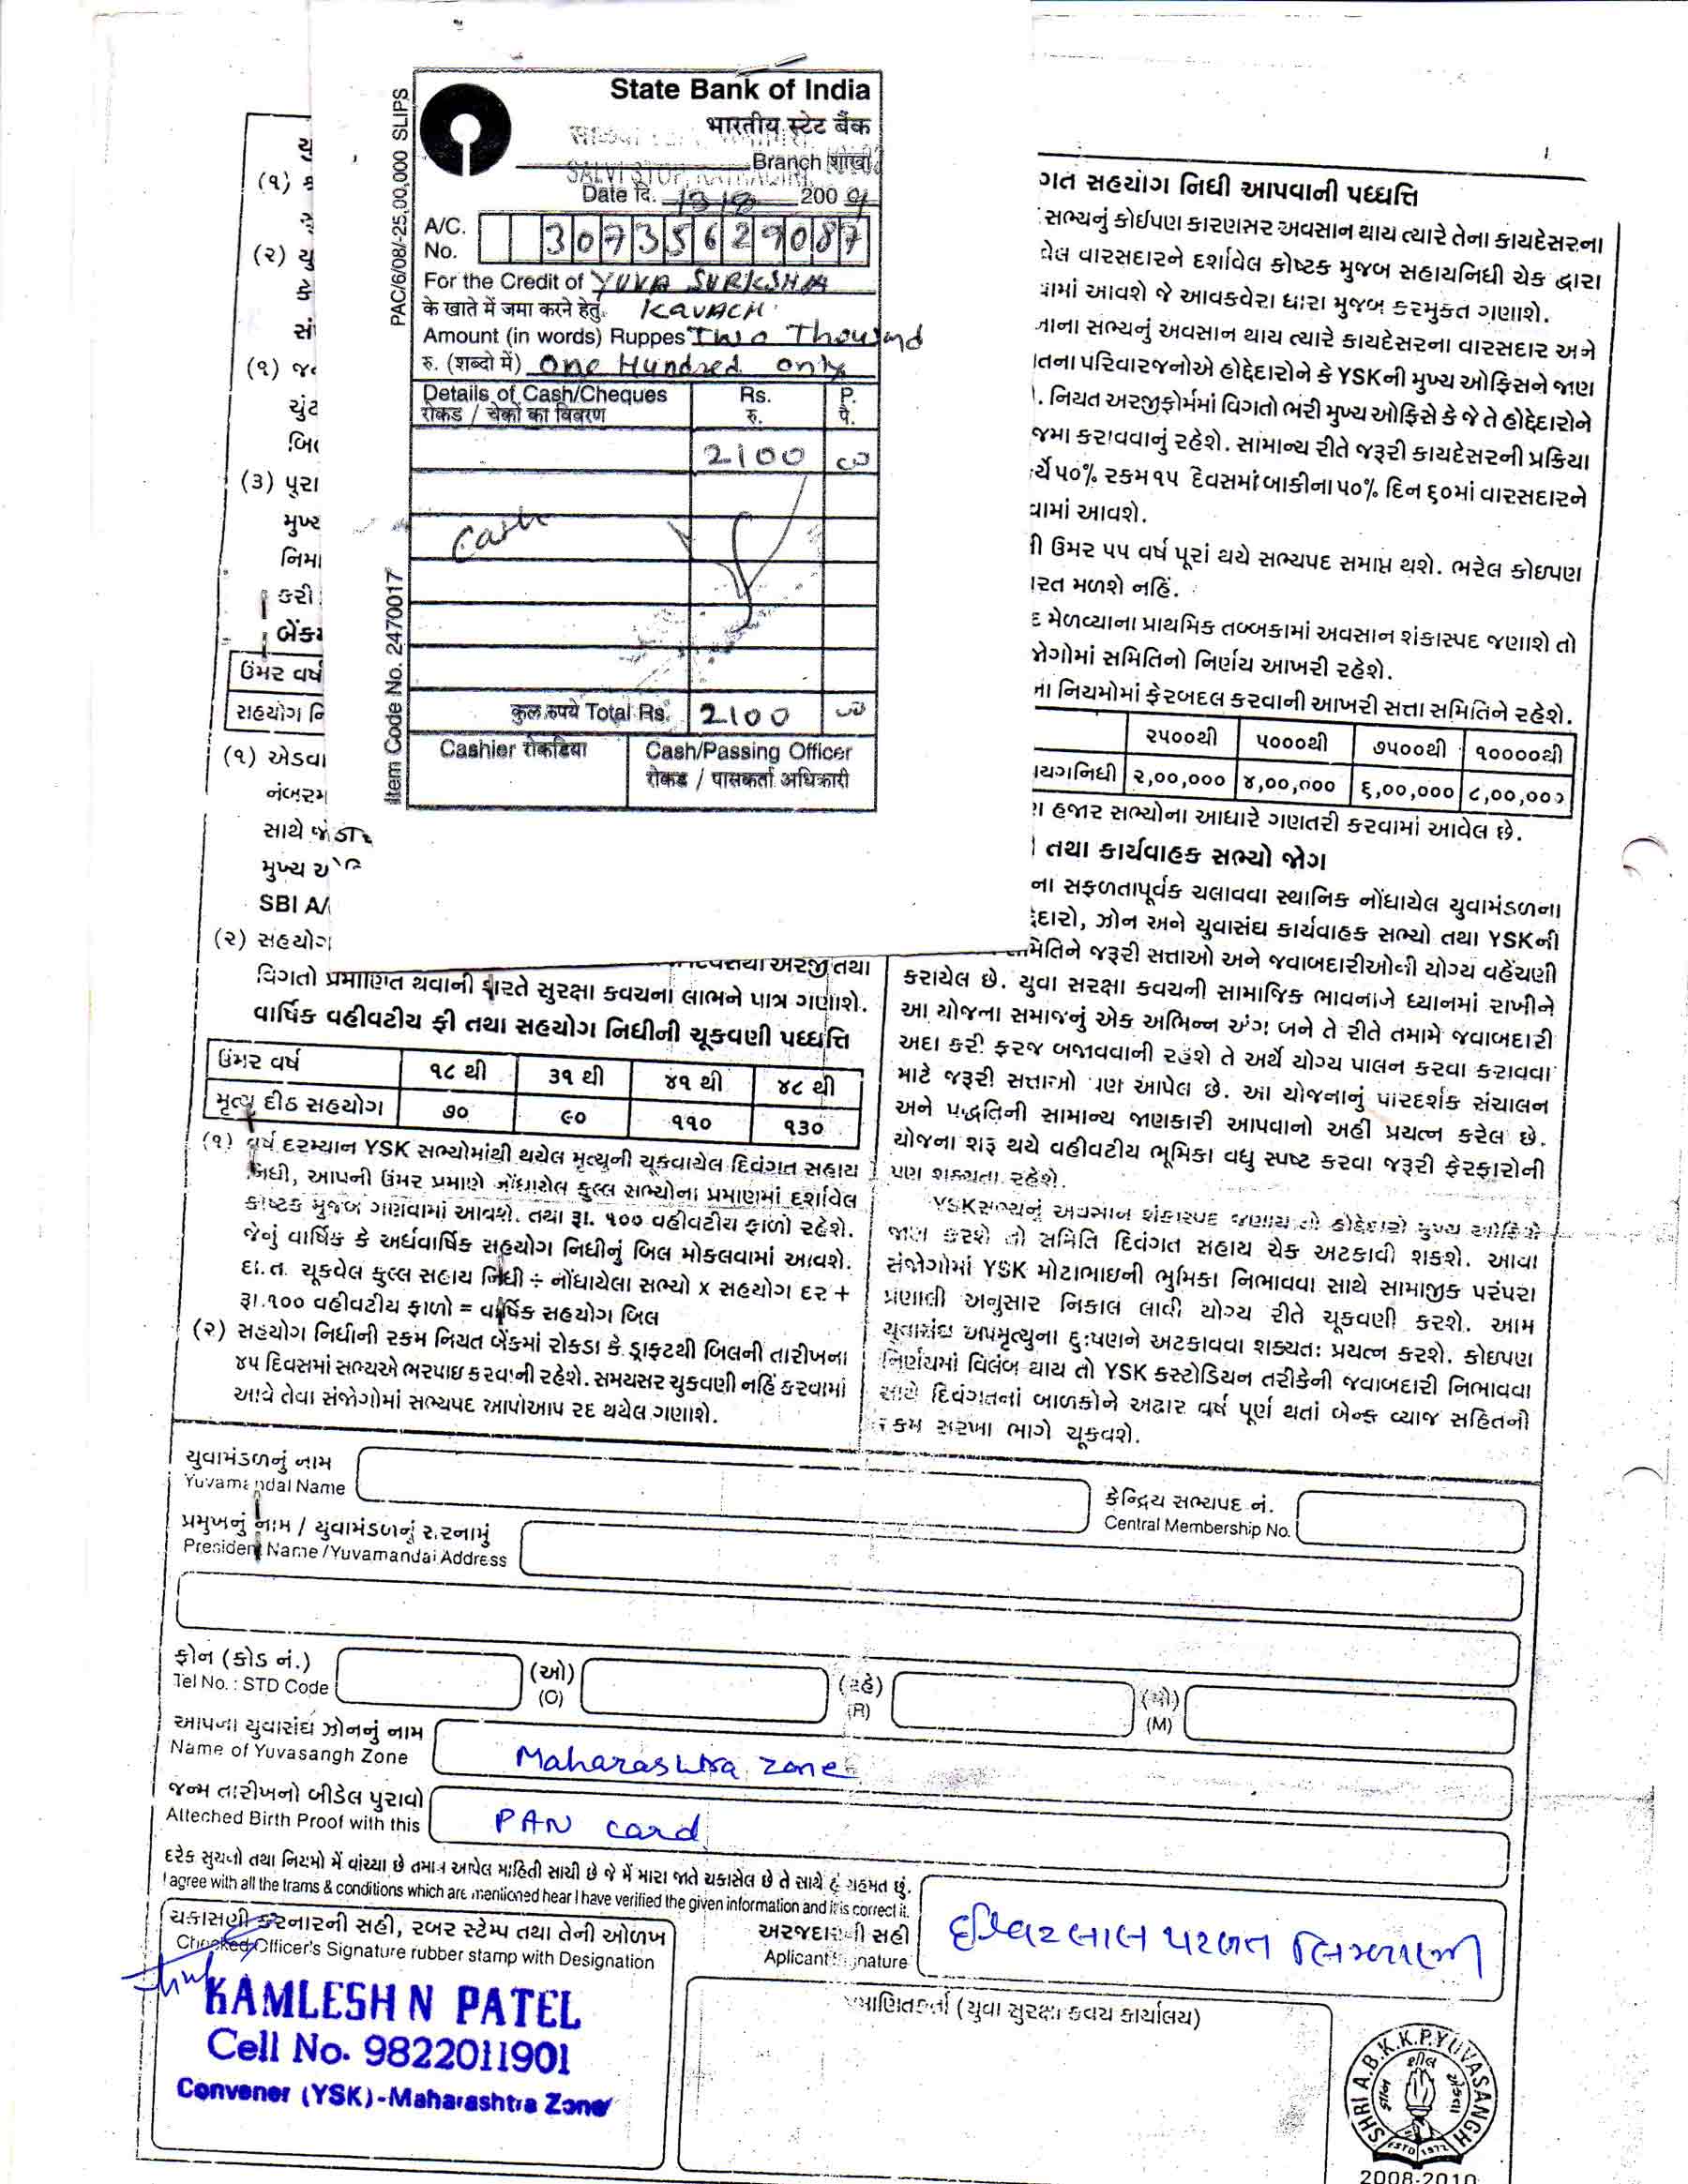 State Bank of India
भारतीय स्टेट बैंक
Branch शाखा
SALVI STOP, RATNAGIRI
Date दि. 13/8 2009
A/C. No. 30735629087
For the Credit of YUVA SURKSHA
के खाते में जमा करने हेतु KAVACH
Amount (in words) Ruppes Two Thousand
रु. (शब्दो में) One Hundred only
Details of Cash/Cheques Rs. P.
रोकड / चेकों का विवरण रु. पै.
2100 00
Cash
कुल रुपये Total Rs. 2100 00
Cashier रोकडिया Cash/Passing Officer
रोकड / पासकर्ता अधिकारी
PAC/6/08/-25,00,000 SLIPS
Item Code No. 2470017
ગત સહયોગ નિધી આપવાની પધ્ધત્તિ
સભ્યનું કોઈપણ કારણસર અવસાન થાય ત્યારે તેના કાયદેસરના
વારસદારને દર્શાવેલ કોષ્ટક મુજબ સહાયનિધી ચેક દ્વારા
આવશે જે આવકવેરા ધારા મુજબ કરમુક્ત ગણાશે.
સભ્યનું અવસાન થાય ત્યારે કાયદેસરના વારસદાર અને
પરિવારજનોએ હોદ્દેદારોને કે YSKની મુખ્ય ઓફિસને જાણ
નિયત અરજીફોર્મમાં વિગતો ભરી મુખ્ય ઓફિસે કે જે તે હોદ્દેદારોને
જમા કરાવવાનું રહેશે. સામાન્ય રીતે જરૂરી કાયદેસરની પ્રક્રિયા
૫૦% રકમ ૧૫ દિવસમાં બાકીના ૫૦% દિન ૬૦માં વારસદારને
આવશે.
ઉમર ૫૫ વર્ષ પૂરાં થયે સભ્યપદ સમાપ્ત થશે. ભરેલ કોઇપણ
મળશે નહિં.
મેળવ્યાના પ્રાથમિક તબ્બકામાં અવસાન શંકાસ્પદ જણાશે તો
સમિતિનો નિર્ણય આખરી રહેશે.
નિયમોમાં ફેરબદલ કરવાની આખરી સત્તા સમિતિને રહેશે.
૨૫૦૦થી ૫૦૦૦થી ૭૫૦૦થી ૧૦૦૦૦થી
૨,૦૦,૦૦૦ ૪,૦૦,૦૦૦ ૬,૦૦,૦૦૦ ૮,૦૦,૦૦૦
હજાર સભ્યોના આધારે ગણતરી કરવામાં આવેલ છે.
તથા કાર્યવાહક સભ્યો જોગ
સફળતાપૂર્વક ચલાવવા સ્થાનિક નોંધાયેલ યુવામંડળના
ઝોન અને યુવાસંઘ કાર્યવાહક સભ્યો તથા YSKની
જરૂરી સત્તાઓ અને જવાબદારીઓની યોગ્ય વહેંચણી
કરાયેલ છે. યુવા સુરક્ષા કવચની સામાજિક ભાવનાને ધ્યાનમાં રાખીને
આ યોજના સમાજનું એક અભિન્ન અંગ બને તે રીતે તમામે જવાબદારી
અદા કરી ફરજ બજાવવાની રહેશે તે અર્થે યોગ્ય પાલન કરવા કરાવવા
માટે જરૂરી સત્તાઓ પણ આપેલ છે. આ યોજનાનું પારદર્શક સંચાલન
અને પદ્ધતિની સામાન્ય જાણકારી આપવાનો અહીં પ્રયત્ન કરેલ છે.
યોજના શરૂ થયે વહીવટીય ભૂમિકા વધુ સ્પષ્ટ કરવા જરૂરી ફેરફારોની
પણ શક્યતા રહેશે.
YSKસભ્યનું અવસાન શંકાસ્પદ જણાય તો હોદ્દેદારો મુખ્ય ઓફિસે
જાણ કરશે તો સમિતિ દિવંગત સહાય ચેક અટકાવી શકશે. આવા
સંજોગોમાં YSK મોટાભાઇની ભુમિકા નિભાવવા સાથે સામાજીક પરંપરા
પ્રણાલી અનુસાર નિકાલ લાવી યોગ્ય રીતે ચૂકવણી કરશે. આમ
યુવાસંઘ અપમૃત્યુના દુઃષણને અટકાવવા શક્યતઃ પ્રયત્ન કરશે. કોઇપણ
નિર્ણયમાં વિલંબ થાય તો YSK કસ્ટોડિયન તરીકેની જવાબદારી નિભાવવા
સાથે દિવંગતનાં બાળકોને અઢાર વર્ષ પૂર્ણ થતાં બેન્ક વ્યાજ સહિતની
રકમ સરખા ભાગે ચૂકવશે.
(૧)
(૨)
(૧)
(૩) પૂરા
મુખ્ય
કરી
ઉંમર વર્ષ
સહયોગ
(૧)
સાથે
મુખ્ય
SBI A/
(૨) સહયોગ
અરજી તથા
વિગતો પ્રમાણિત થવાની શરતે સુરક્ષા કવચના લાભને પાત્ર ગણાશે.
વાર્ષિક વહીવટીય ફી તથા સહયોગ નિધીની ચૂકવણી પધ્ધત્તિ
ઉંમર વર્ષ ૧૮ થી ૩૧ થી ૪૧ થી ૪૮ થી
મૃત્યુ દીઠ સહયોગ ૭૦ ૯૦ ૧૧૦ ૧૩૦
(૧) વર્ષ દરમ્યાન YSK સભ્યોમાંથી થયેલ મૃત્યુની ચૂકવાયેલ દિવંગત સહાય
નિધી, આપની ઉંમર પ્રમાણે નોંધાયેલ કુલ્લ સભ્યોના પ્રમાણમાં દર્શાવેલ
કોષ્ટક મુજબ ગણવામાં આવશે. તથા રૂા. ૧૦૦ વહીવટીય ફાળો રહેશે.
જેનું વાર્ષિક કે અર્ધવાર્ષિક સહયોગ નિધીનું બિલ મોકલવામાં આવશે.
દા.ત. ચૂકવેલ કુલ્લ સહાય નિધી ÷ નોંધાયેલા સભ્યો x સહયોગ દર +
રૂા.૧૦૦ વહીવટીય ફાળો = વાર્ષિક સહયોગ બિલ
(૨) સહયોગ નિધીની રકમ નિયત બેંકમાં રોકડા કે ડ્રાફટથી બિલની તારીખના
૪૫ દિવસમાં સભ્યએ ભરપાઇ કરવાની રહેશે. સમયસર ચુકવણી નહિં કરવામાં
આવે તેવા સંજોગોમાં સભ્યપદ આપોઆપ રદ થયેલ ગણાશે.
યુવામંડળનું નામ
Yuvamandal Name
કેન્દ્રિય સભ્યપદ નં.
Central Membership No.
પ્રમુખનું નામ / યુવામંડળનું સરનામું
President Name /Yuvamandal Address
ફોન (કોડ નં.) (ઓ) (રહે) (મો)
Tel No. : STD Code (O) (R) (M)
આપના યુવાસંઘ ઝોનનું નામ
Name of Yuvasangh Zone
Maharashtra zone
જન્મ તારીખનો બીડેલ પુરાવો
Atteched Birth Proof with this
PAN card
દરેક સુચનો તથા નિયમો મેં વાંચ્યા છે તમામ આપેલ માહિતી સાચી છે જે મેં મારા જાતે ચકાસેલ છે તે સાથે હું સહમત છું.
I agree with all the trams & conditions which are mentioned hear I have verified the given information and it is correct it.
ચકાસણી કરનારની સહી, રબર સ્ટેમ્પ તથા તેની ઓળખ
Checked Officer's Signature rubber stamp with Designation
અરજદારની સહી
Aplicant Signature
પરબત
KAMLESH N PATEL
Cell No. 9822011901
Convener (YSK)-Maharashtra Zone
પ્રમાણિતકર્તા (યુવા સુરક્ષા કવચ કાર્યાલય)
SHRI A.B.K.K.P. YUVASANGH
ESTD 1972
2008-2010